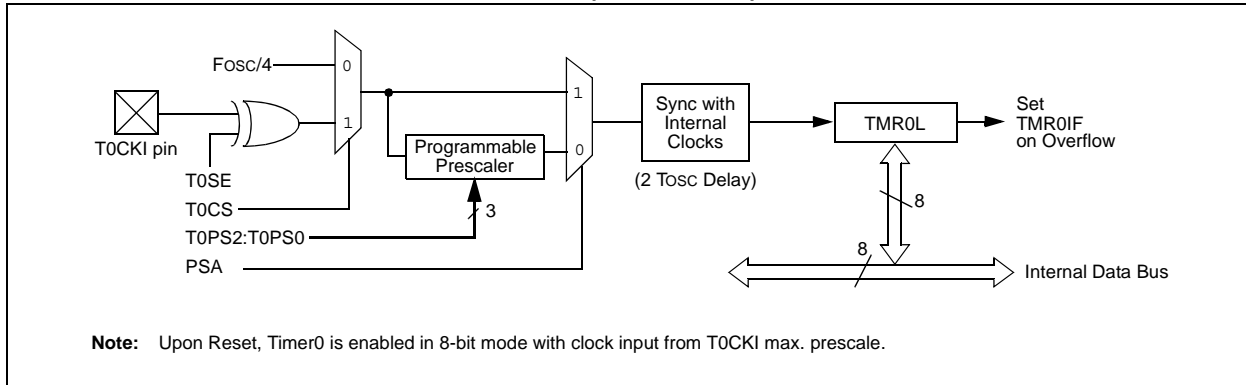 FOSC/4
0
1
T0CKI pin
T0SE
T0CS
T0PS2:T0PS0
PSA
Programmable
Prescaler
3
1
0
Sync with
Internal
Clocks
(2 TOSC Delay)
TMR0L
Set
TMR0IF
on Overflow
8
8
Internal Data Bus
Note: Upon Reset, Timer0 is enabled in 8-bit mode with clock input from T0CKI max. prescale.